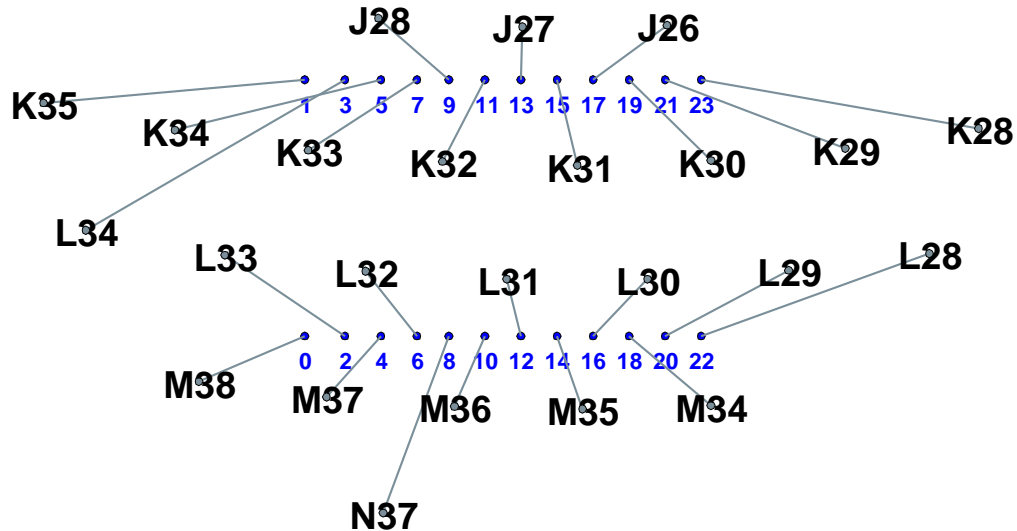 J28 J27 J26
K35 1 3 5 7 9 11 13 15 17 19 21 23
K34 K33 K32 K31 K30 K29 K28
L34
L33 L32 L31 L30 L29 L28
0 2 4 6 8 10 12 14 16 18 20 22
M38 M37 M36 M35 M34
N37